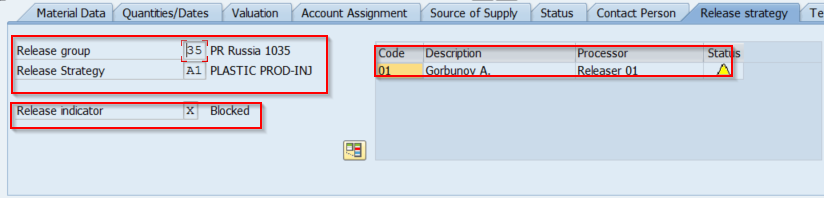 Material Data Quantities/Dates Valuation Account Assignment Source of Supply Status Contact Person Release strategy Te
Release group 35 PR Russia 1035
Release Strategy A1 PLASTIC PROD-INJ
Release indicator X Blocked
Code Description Processor Status
01 Gorbunov A. Releaser 01